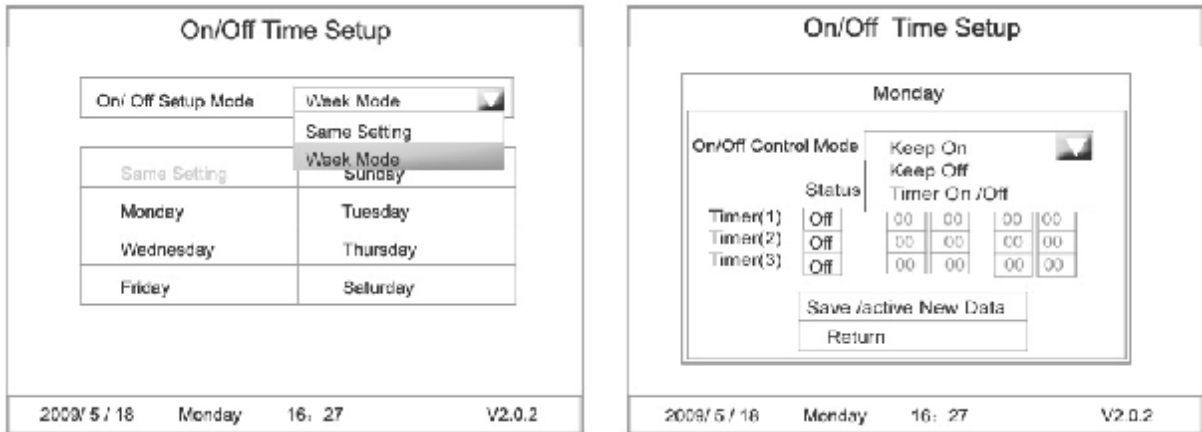 On/Off Time Setup
On/ Off Setup Mode
Week Mode
Same Setting
Week Mode
Same Setting
Sunday
Monday
Tuesday
Wednesday
Thursday
Friday
Saturday
2009/ 5 / 18 Monday 16: 27 V2.0.2
On/Off Time Setup
Monday
On/Off Control Mode
Keep On
Keep Off
Timer On /Off
Status
Timer(1) Off 00 00 00 00
Timer(2) Off 00 00 00 00
Timer(3) Off 00 00 00 00
Save /active New Data
Return
2009/ 5 / 18 Monday 16: 27 V2.0.2